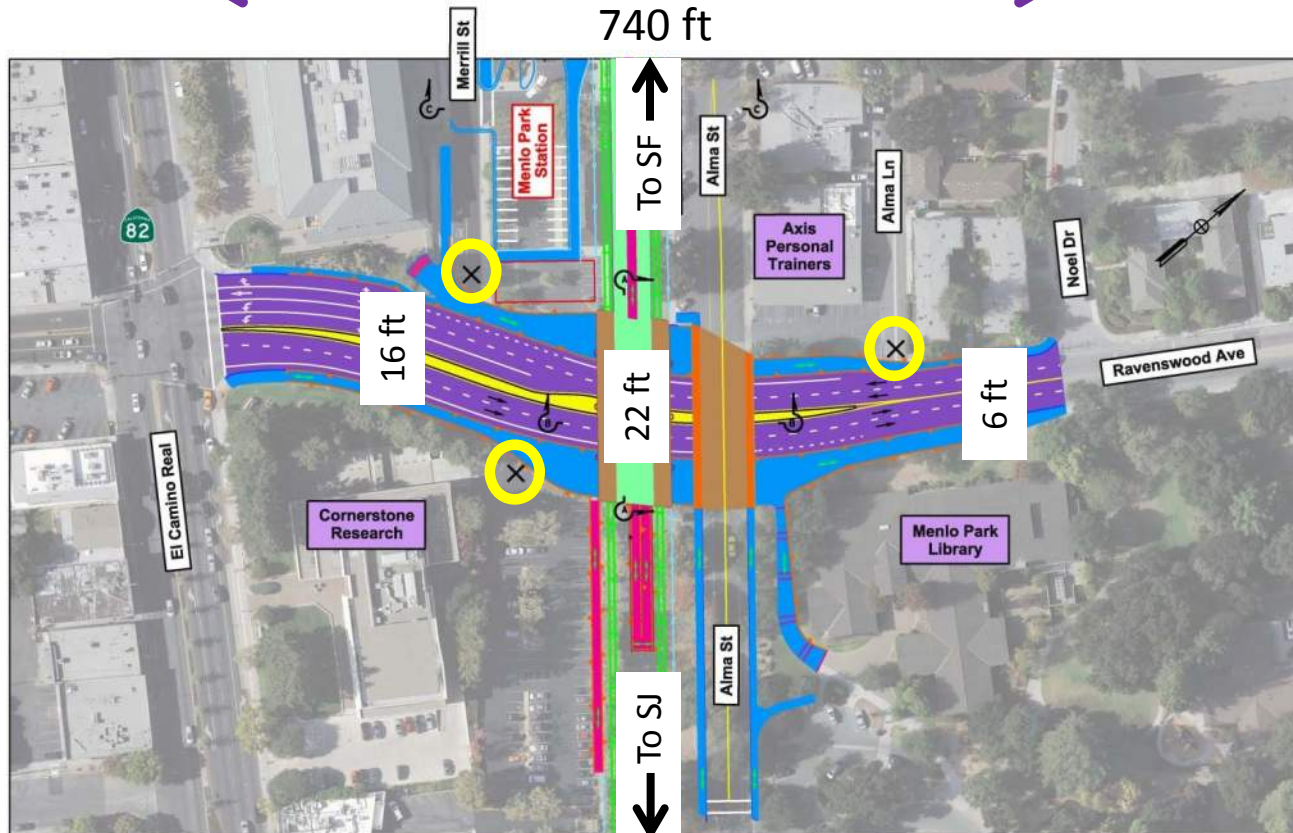 740 ft
Merrill St
C
C
Menlo Park
Station
To SF
Alma St
Alma Ln
Axis
Personal
Trainers
Noel Dr
CALIFORNIA
82
A
Ravenswood Ave
16 ft
22 ft
6 ft
B
B
El Camino Real
Cornerstone
Research
A
Menlo Park
Library
Alma St
To SJ